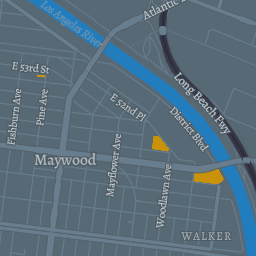 Los Angeles River
Atlantic
E 53rd St
Long Beach Fwy
E 52nd Pl
District Blvd
Fishburn Ave
Pine Ave
Maywood
Mayflower Ave
Woodlawn Ave
WALKER